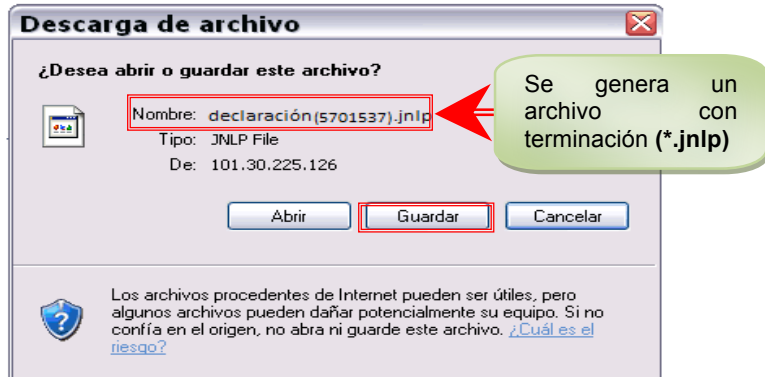 Descarga de archivo
¿Desea abrir o guardar este archivo?
Nombre: declaración(5701537).jnlp
Tipo: JNLP File
De: 101.30.225.126
Se genera un
archivo con
terminación (*.jnlp)
Abrir Guardar Cancelar
Los archivos procedentes de Internet pueden ser útiles, pero
algunos archivos pueden dañar potencialmente su equipo. Si no
confía en el origen, no abra ni guarde este archivo. ¿Cuál es el
riesgo?